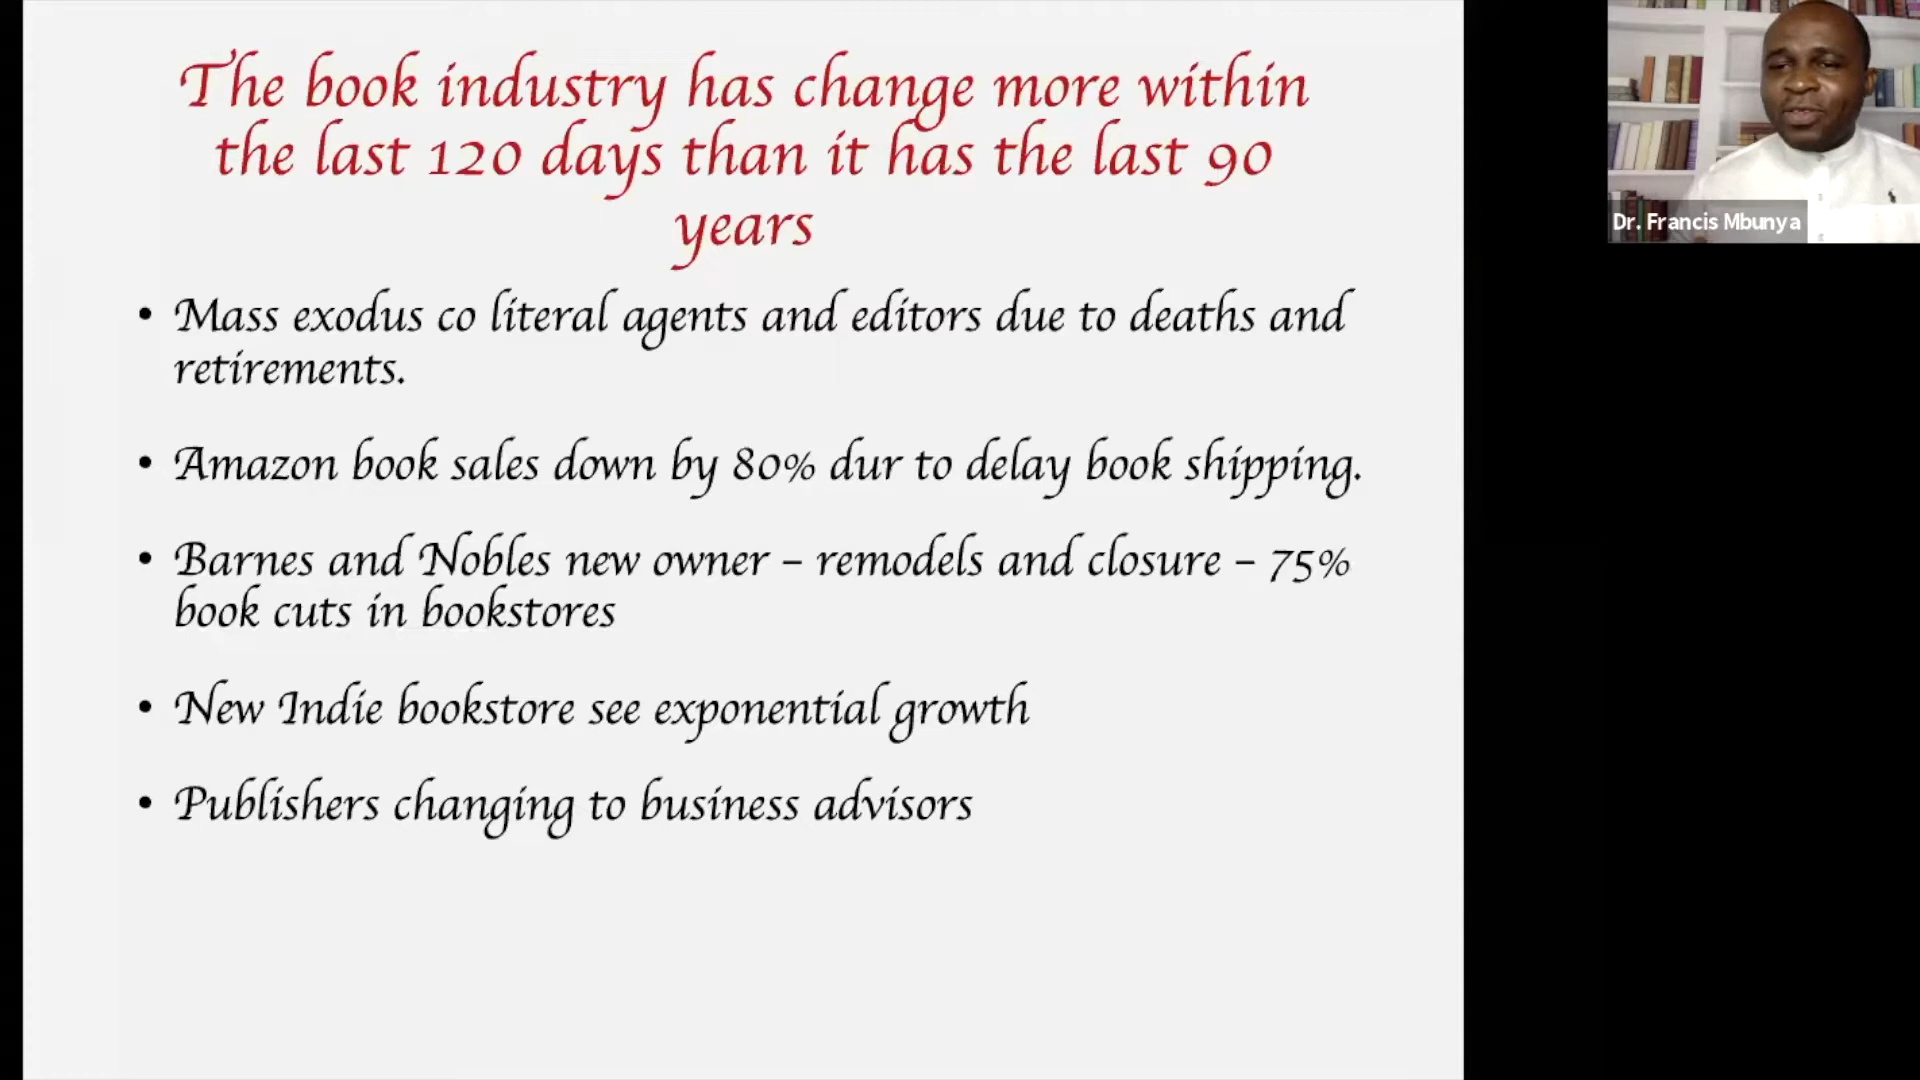 The book industry has change more within
the last 120 days than it has the last 90
years
• Mass exodus co literal agents and editors due to deaths and
retirements.
• Amazon book sales down by 80% dur to delay book shipping.
• Barnes and Nobles new owner – remodels and closure – 75%
book cuts in bookstores
• New Indie bookstore see exponential growth
• Publishers changing to business advisors
Dr. Francis Mbunya